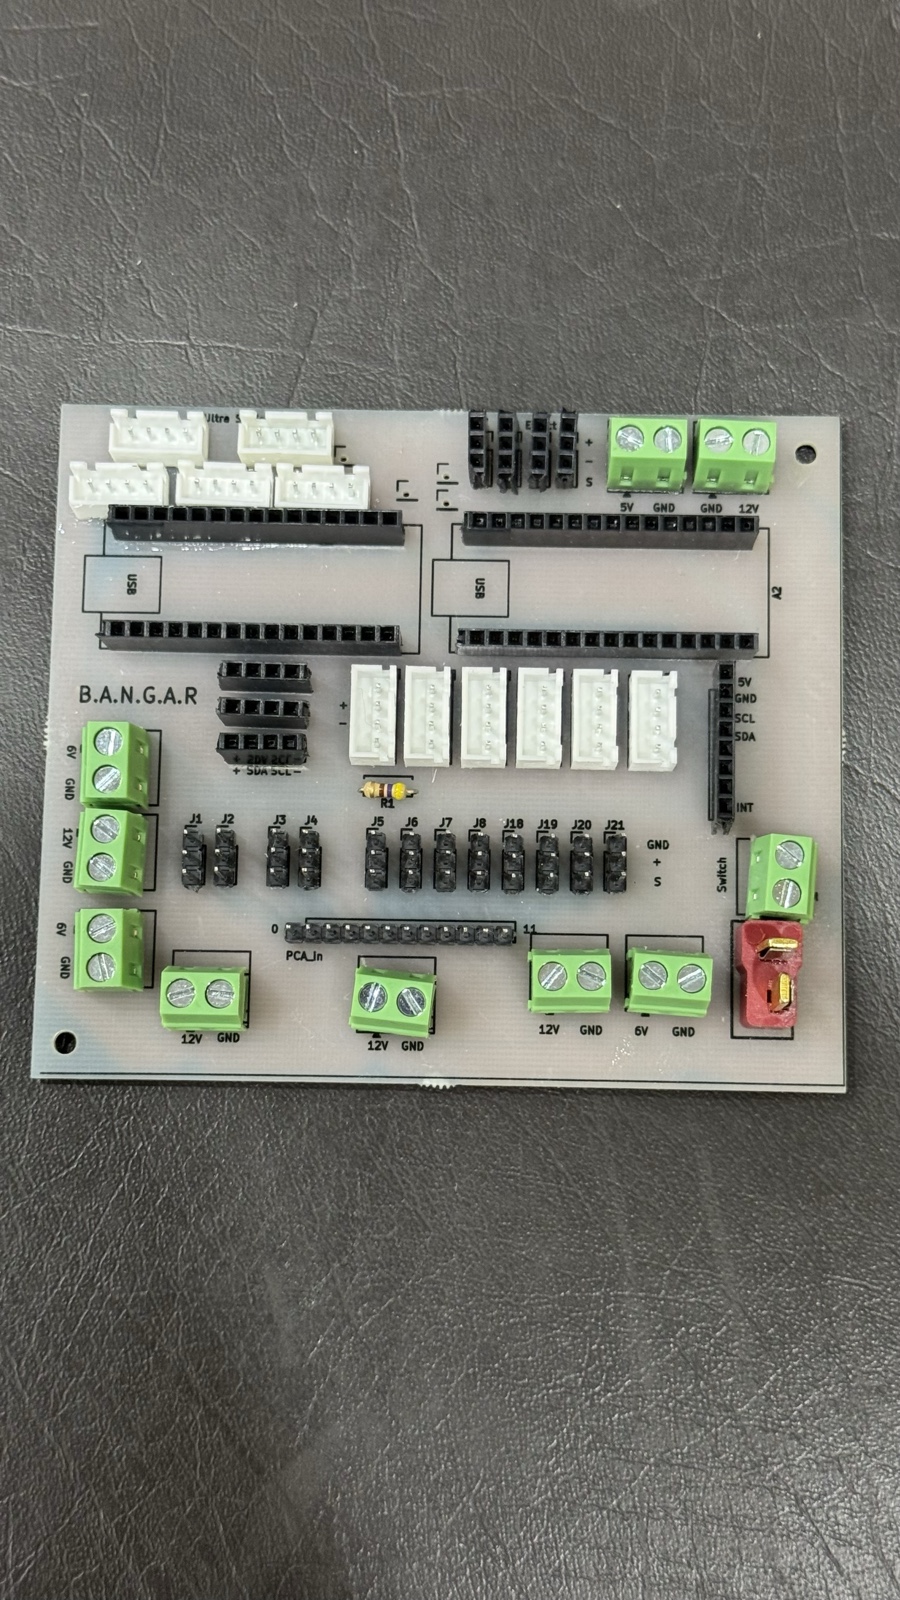 Ultra
+
-
S
5V GND GND 12V
USB
USB
A2
B.A.N.G.A.R
+
-
5V
GND
SCL
SDA
INT
+ SDA SCL -
R1
6V GND
12V GND
6V GND
J1 J2 J3 J4 J5 J6 J7 J8 J18 J19 J20 J21
GND
+
S
Switch
0 11
PCA_In
12V GND
12V GND
12V GND
6V GND